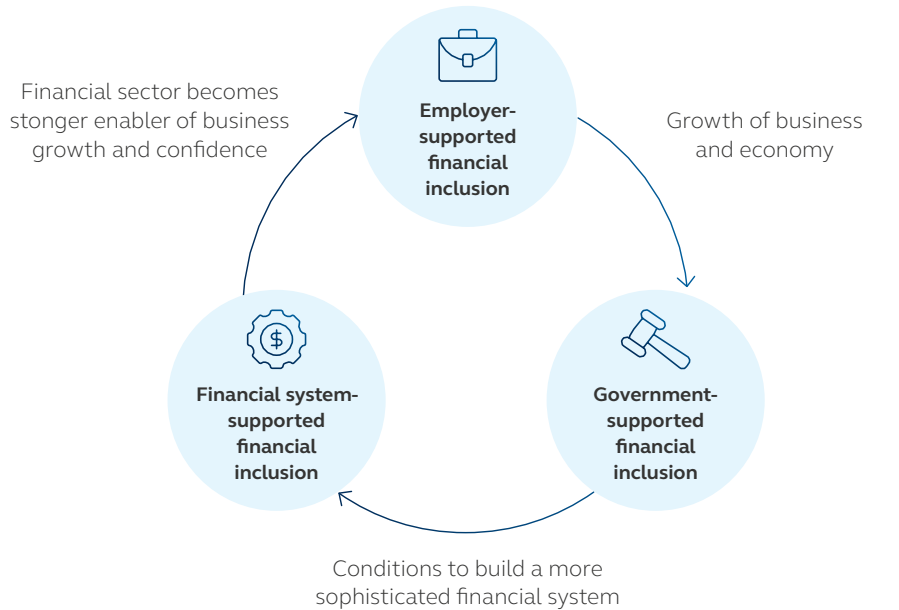 Employer-
supported
financial
inclusion
Growth of business
and economy
Government-
supported
financial
inclusion
Conditions to build a more
sophisticated financial system
$
Financial system-
supported
financial
inclusion
Financial sector becomes
stonger enabler of business
growth and confidence